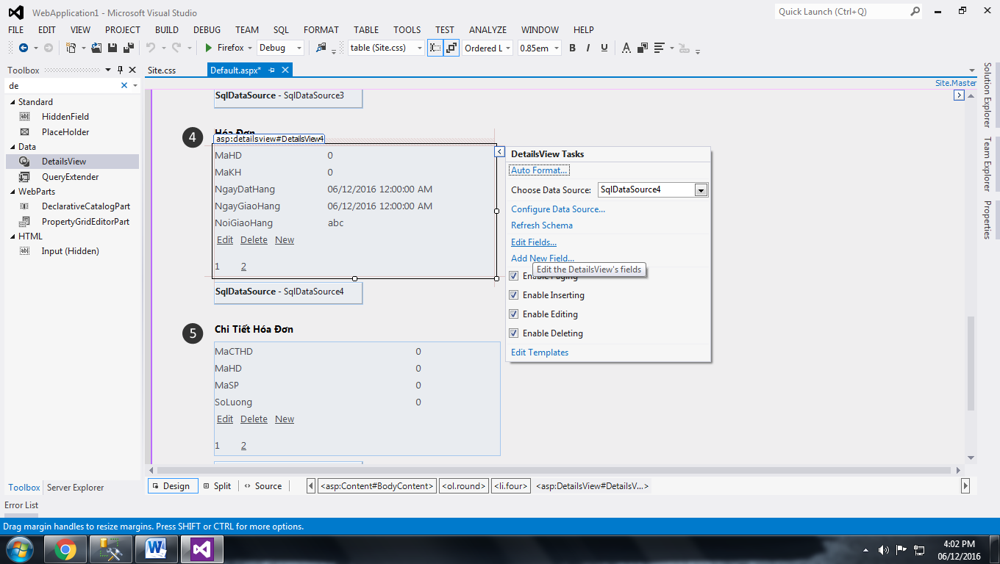 WebApplication1 - Microsoft Visual Studio
Quick Launch (Ctrl+Q)
FILE EDIT VIEW PROJECT BUILD DEBUG TEAM SQL FORMAT TABLE TOOLS TEST ANALYZE WINDOW HELP
Firefox Debug table (Site.css) Ordered L 0.85em B I U A
Toolbox
Site.css
Default.aspx*
Site.Master
de
Standard
HiddenField
PlaceHolder
Data
DetailsView
QueryExtender
WebParts
DeclarativeCatalogPart
PropertyGridEditorPart
HTML
Input (Hidden)
SqlDataSource - SqlDataSource3
4
Hóa Đơn
asp:detailsview#DetailsView4
MaHD 0
MaKH 0
NgayDatHang 06/12/2016 12:00:00 AM
NgayGiaoHang 06/12/2016 12:00:00 AM
NoiGiaoHang abc
Edit Delete New
1 2
SqlDataSource - SqlDataSource4
DetailsView Tasks
Auto Format...
Choose Data Source: SqlDataSource4
Configure Data Source...
Refresh Schema
Edit Fields...
Add New Field...
Edit the DetailsView's fields
Enable Paging
Enable Inserting
Enable Editing
Enable Deleting
Edit Templates
5
Chi Tiết Hóa Đơn
MaCTHD 0
MaHD 0
MaSP 0
SoLuong 0
Edit Delete New
1 2
Solution Explorer
Team Explorer
Properties
Toolbox Server Explorer
Design Split Source
<asp:Content#BodyContent> <ol.round> <li.four> <asp:DetailsView#DetailsV...>
Error List
Drag margin handles to resize margins. Press SHIFT or CTRL for more options.
4:02 PM
06/12/2016